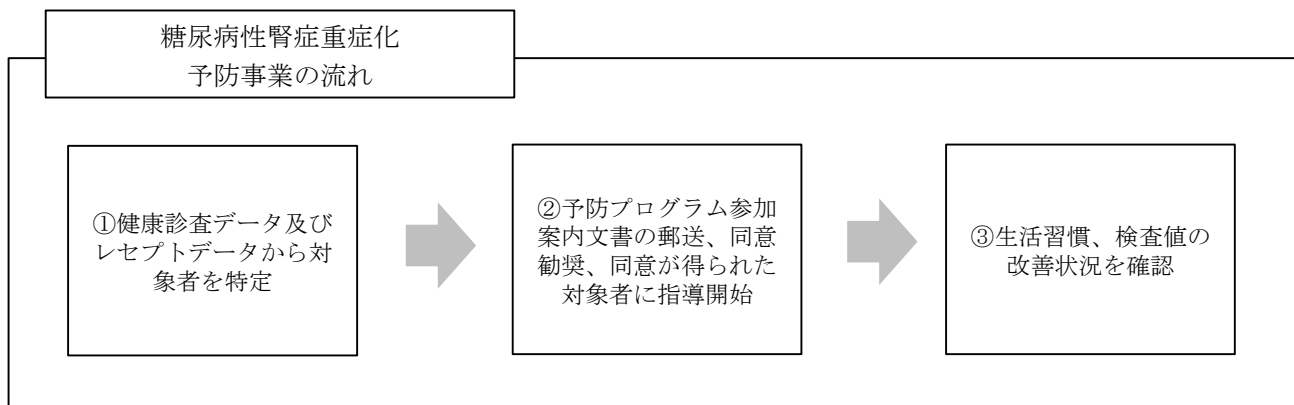 糖尿病性腎症重症化
予防事業の流れ
①健康診査データ及び
レセプトデータから対
象者を特定
②予防プログラム参加
案内文書の郵送、同意
勧奨、同意が得られた
対象者に指導開始
③生活習慣、検査値の
改善状況を確認